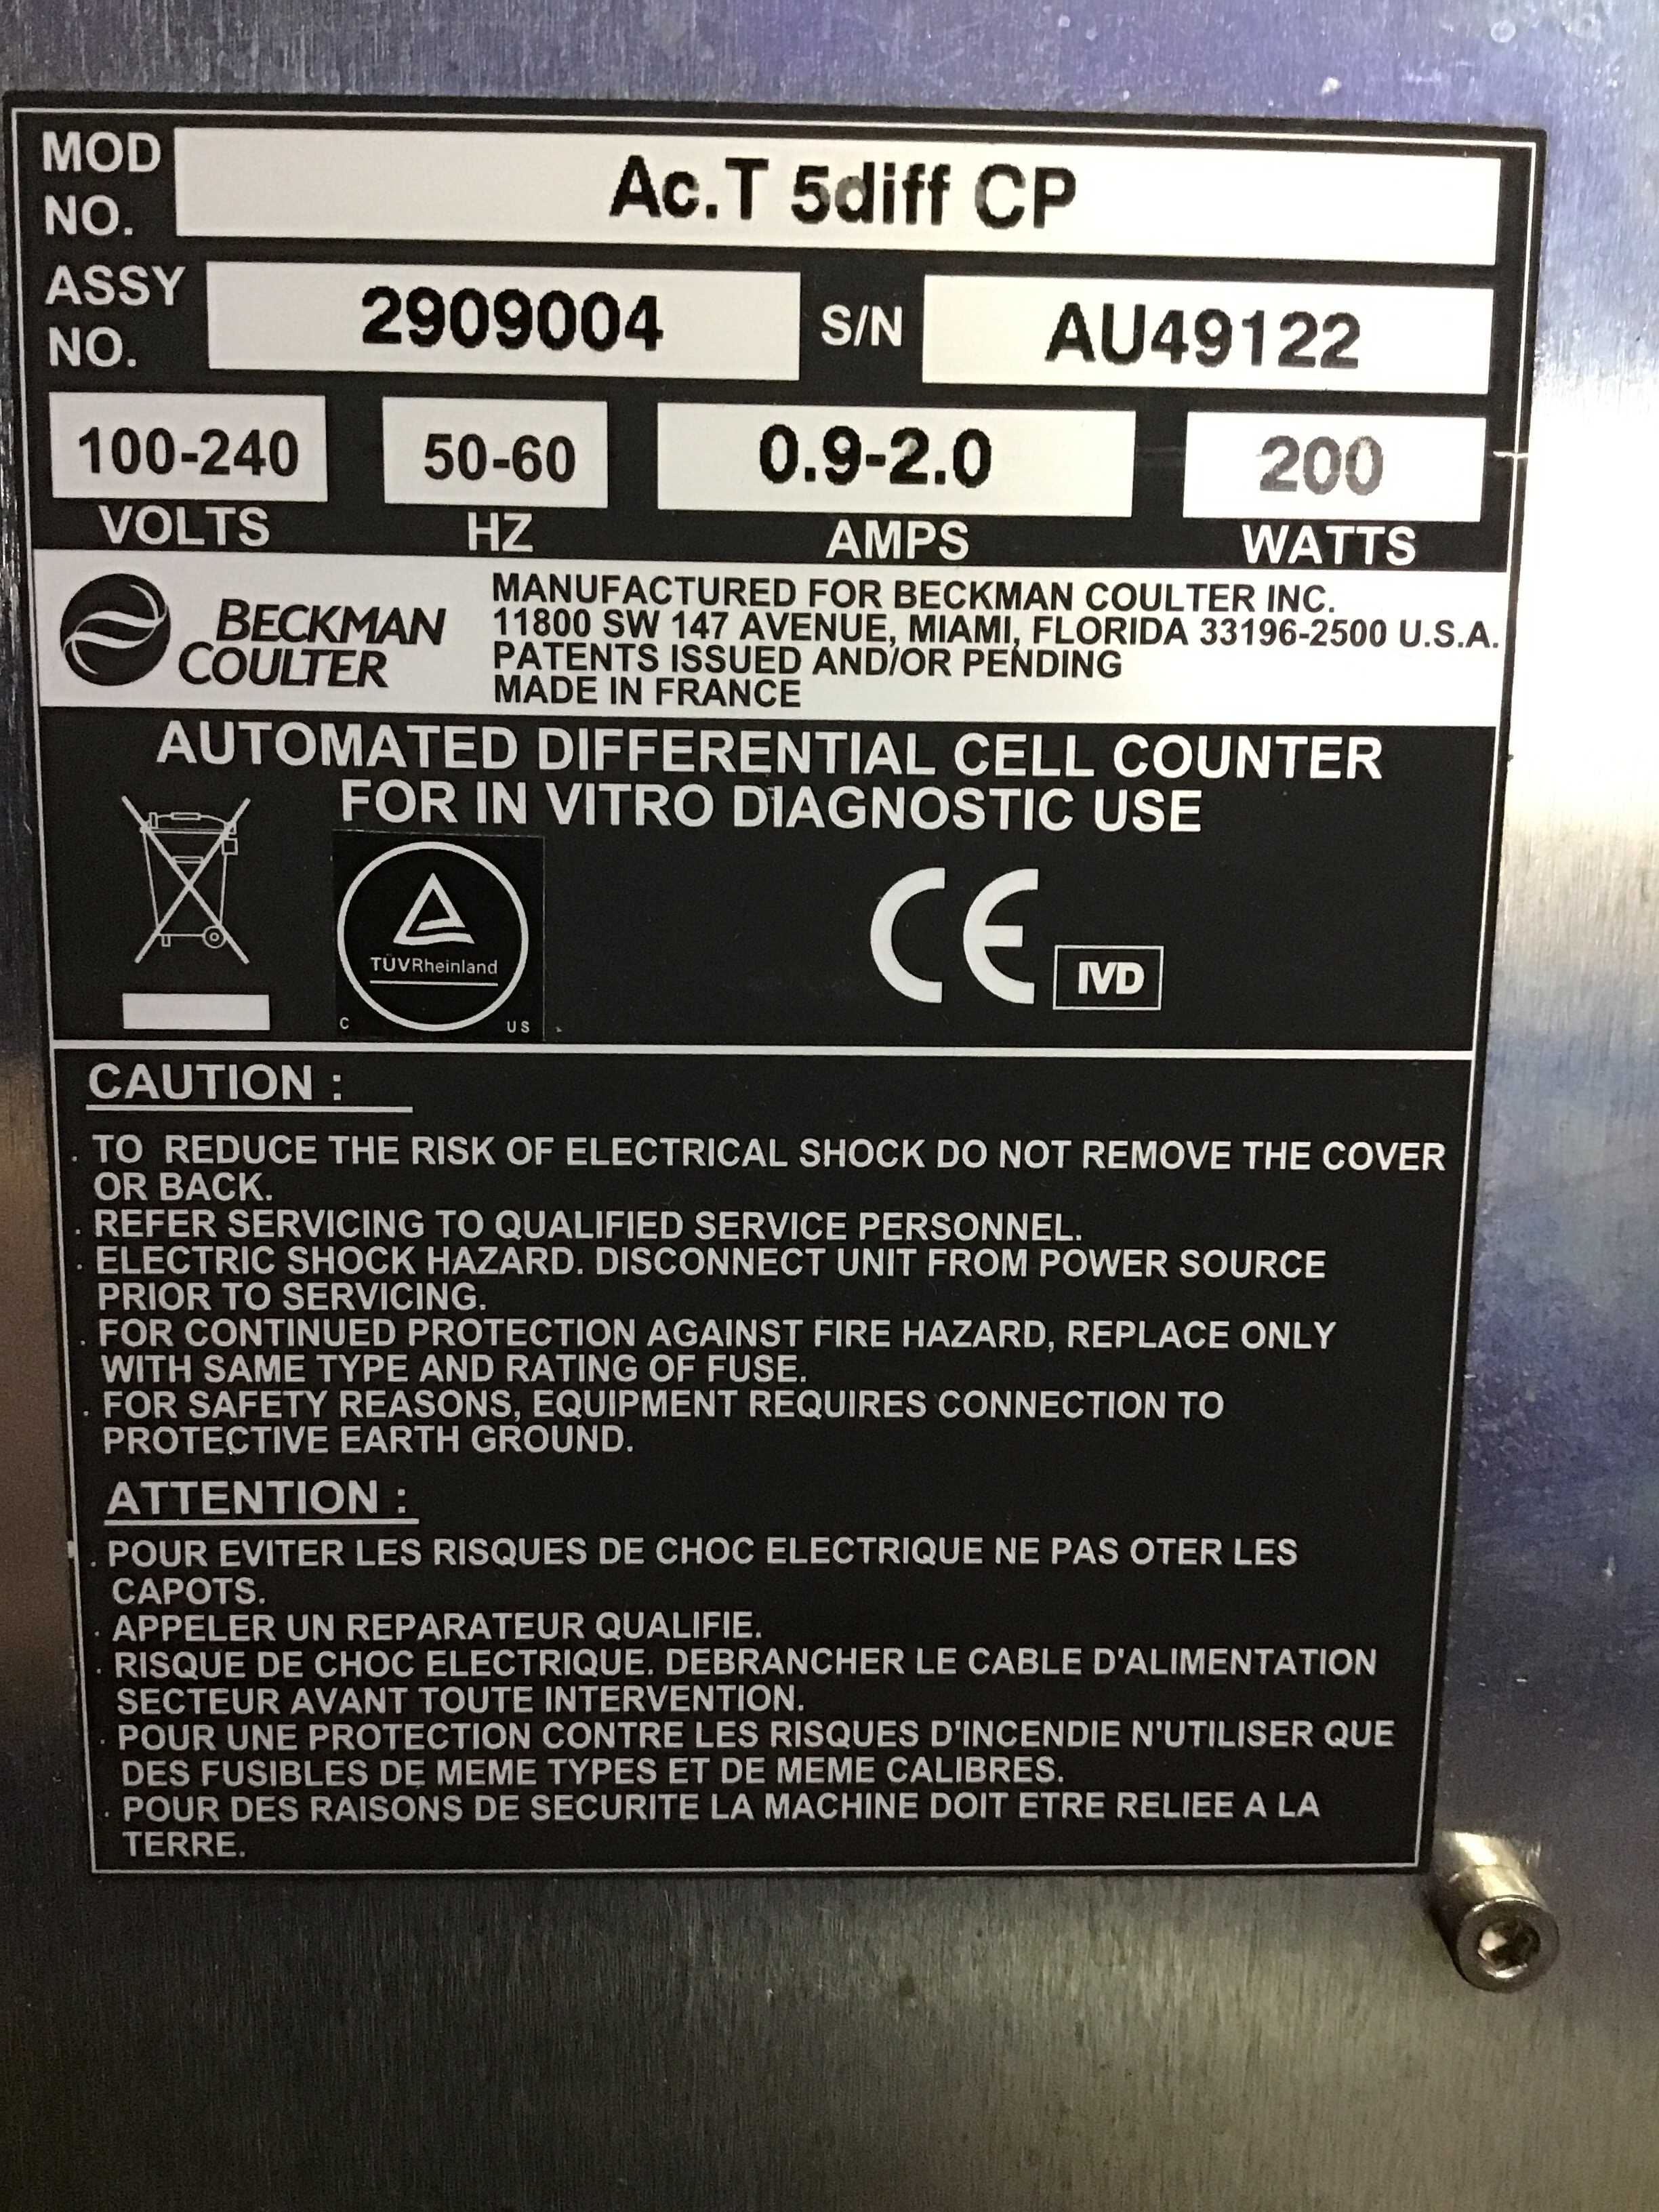 MOD NO. Ac.T 5diff CP
ASSY NO. 2909004 S/N AU49122
100-240 50-60 0.9-2.0 200
VOLTS HZ AMPS WATTS
BECKMAN
COULTER
MANUFACTURED FOR BECKMAN COULTER INC.
11800 SW 147 AVENUE, MIAMI, FLORIDA 33196-2500 U.S.A.
PATENTS ISSUED AND/OR PENDING
MADE IN FRANCE
AUTOMATED DIFFERENTIAL CELL COUNTER
FOR IN VITRO DIAGNOSTIC USE
TÜVRheinland
C US
CE IVD
CAUTION :
. TO REDUCE THE RISK OF ELECTRICAL SHOCK DO NOT REMOVE THE COVER
OR BACK.
. REFER SERVICING TO QUALIFIED SERVICE PERSONNEL.
. ELECTRIC SHOCK HAZARD. DISCONNECT UNIT FROM POWER SOURCE
PRIOR TO SERVICING.
. FOR CONTINUED PROTECTION AGAINST FIRE HAZARD, REPLACE ONLY
WITH SAME TYPE AND RATING OF FUSE.
. FOR SAFETY REASONS, EQUIPMENT REQUIRES CONNECTION TO
PROTECTIVE EARTH GROUND.
ATTENTION :
. POUR EVITER LES RISQUES DE CHOC ELECTRIQUE NE PAS OTER LES
CAPOTS.
. APPELER UN REPARATEUR QUALIFIE.
. RISQUE DE CHOC ELECTRIQUE. DEBRANCHER LE CABLE D'ALIMENTATION
SECTEUR AVANT TOUTE INTERVENTION.
. POUR UNE PROTECTION CONTRE LES RISQUES D'INCENDIE N'UTILISER QUE
DES FUSIBLES DE MEME TYPES ET DE MEME CALIBRES.
. POUR DES RAISONS DE SECURITE LA MACHINE DOIT ETRE RELIEE A LA
TERRE.